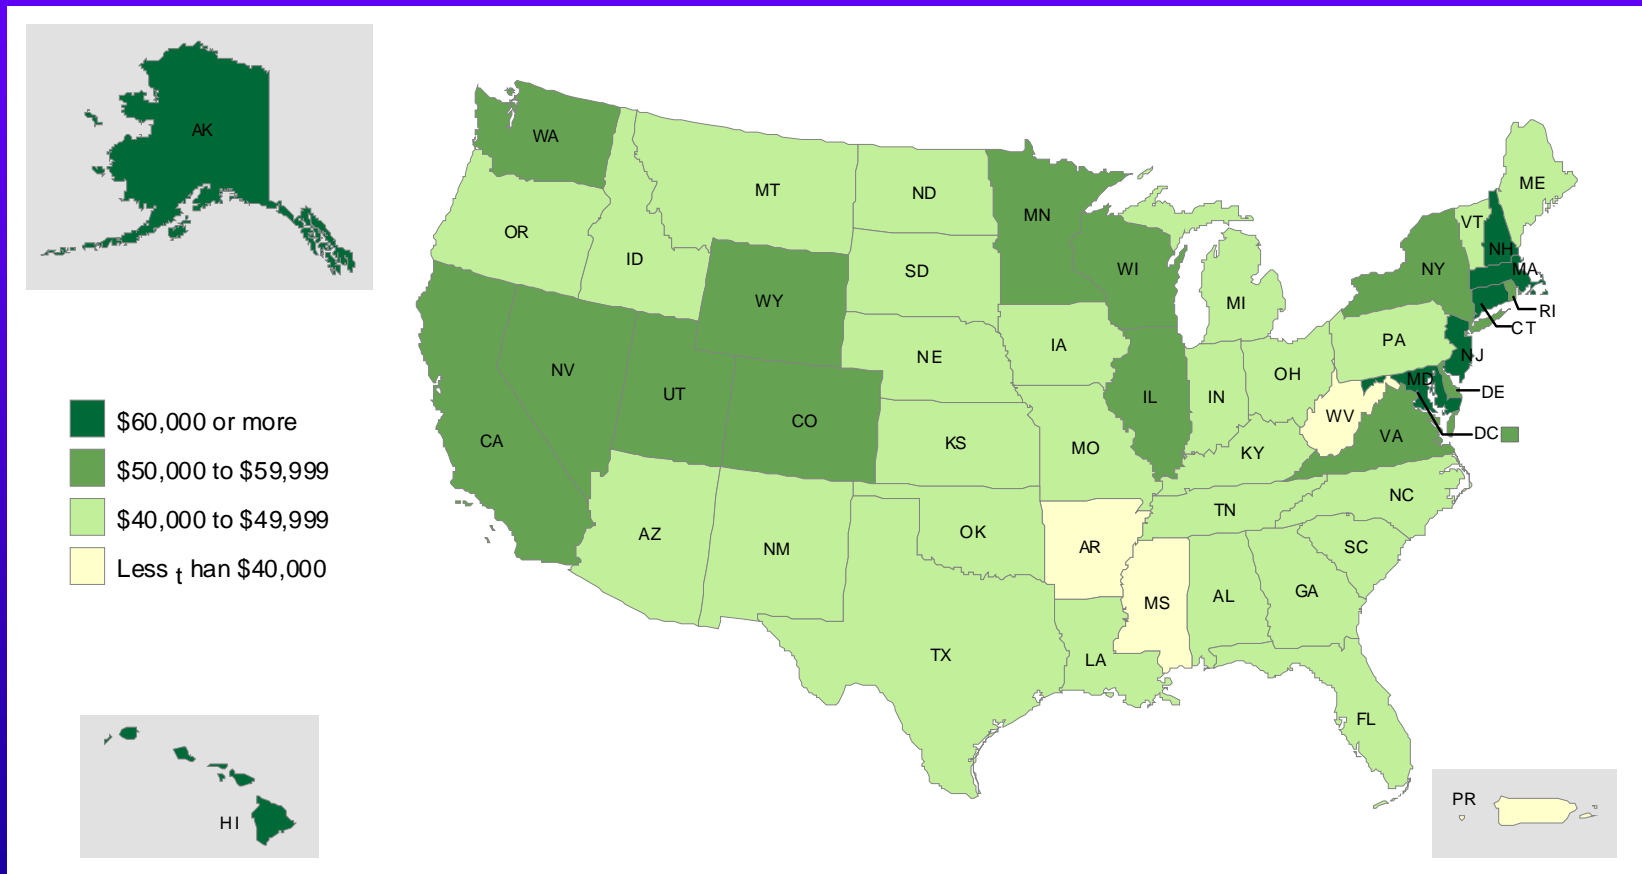 AK
WA
MT
ND
MN
ME
VT
NH
OR
ID
SD
WI
NY
MA
WY
MI
RI
CT
NE
IA
PA
NJ
NV
UT
CO
IL
IN
OH
MD
DE
WV
$60,000 or more
CA
KS
MO
KY
VA
DC
$50,000 to $59,999
$40,000 to $49,999
AZ
NM
OK
AR
TN
NC
SC
Less t han $40,000
TX
LA
MS
AL
GA
FL
HI
PR